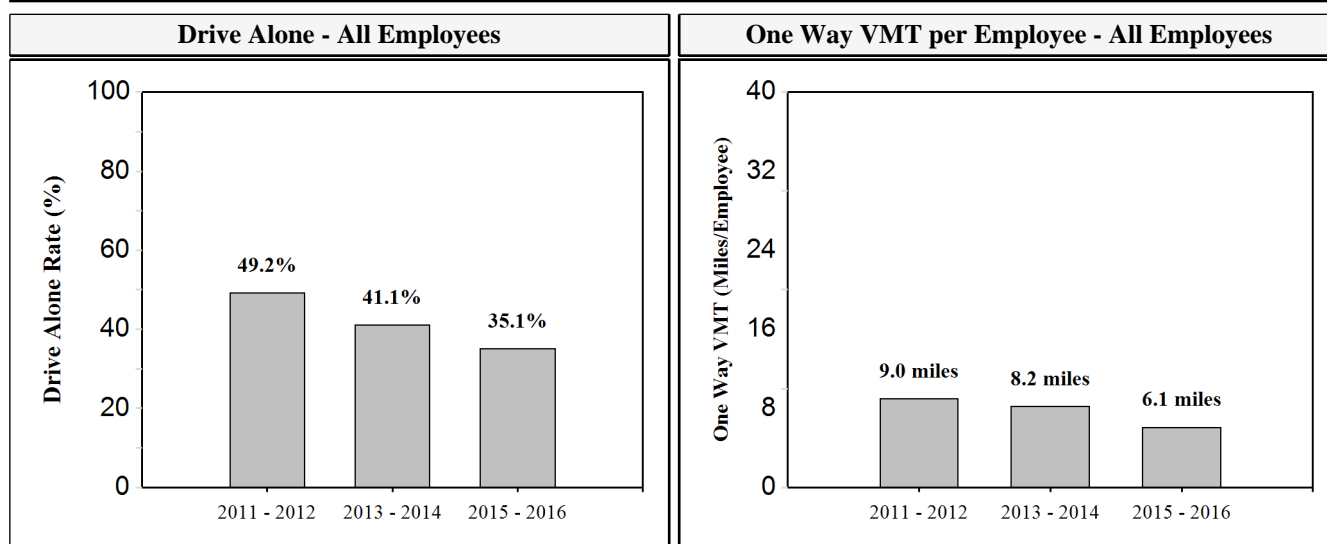 Drive Alone - All Employees
One Way VMT per Employee - All Employees
Drive Alone Rate (%)
100
80
60
40
20
0
49.2%
41.1%
35.1%
2011 - 2012
2013 - 2014
2015 - 2016
One Way VMT (Miles/Employee)
40
32
24
16
8
0
9.0 miles
8.2 miles
6.1 miles
2011 - 2012
2013 - 2014
2015 - 2016